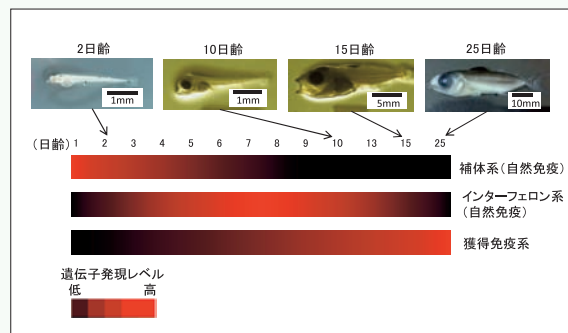 2日齢 10日齢 15日齢 25日齢
1mm 1mm 5mm 10mm
(日齢) 1 2 3 4 5 6 7 8 9 10 13 15 25
補体系(自然免疫)
インターフェロン系
(自然免疫)
獲得免疫系
遺伝子発現レベル
低 高